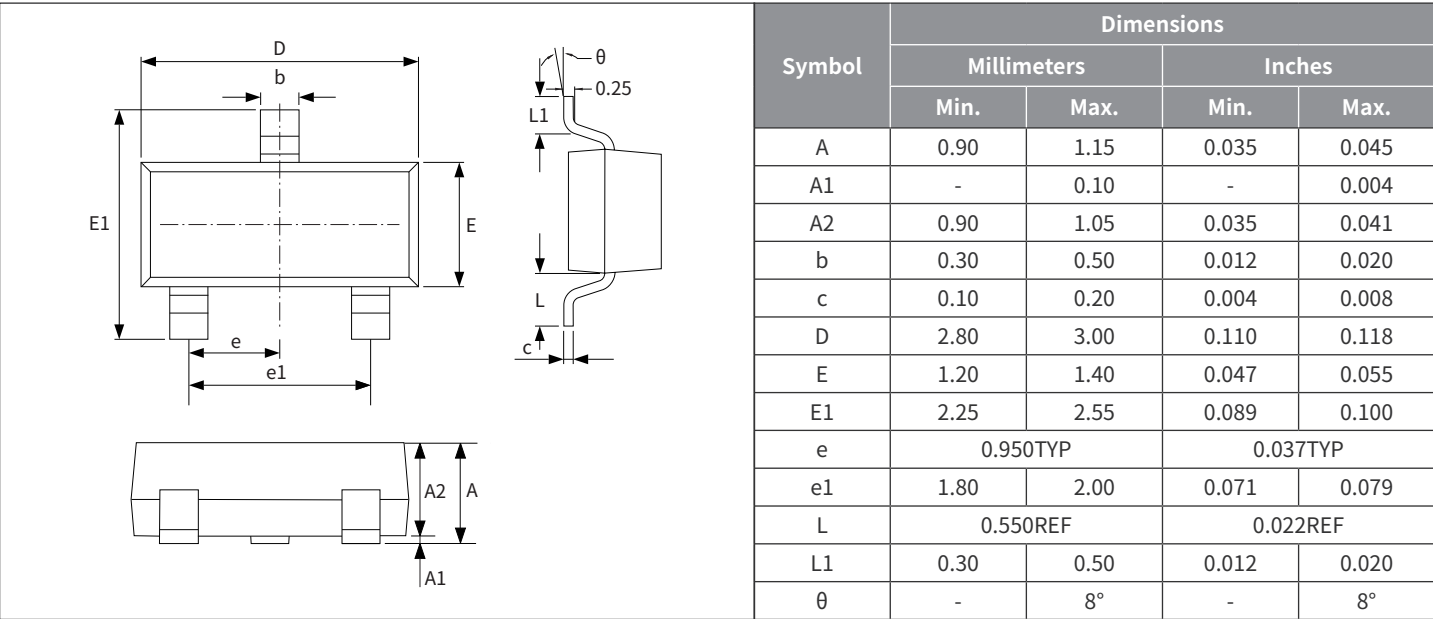 D
b
E1
E
e
e1
θ
0.25
L1
L
c
A2
A
A1
Symbol Dimensions
Millimeters Inches
Min. Max. Min. Max.
A 0.90 1.15 0.035 0.045
A1 - 0.10 - 0.004
A2 0.90 1.05 0.035 0.041
b 0.30 0.50 0.012 0.020
c 0.10 0.20 0.004 0.008
D 2.80 3.00 0.110 0.118
E 1.20 1.40 0.047 0.055
E1 2.25 2.55 0.089 0.100
e 0.950TYP 0.037TYP
e1 1.80 2.00 0.071 0.079
L 0.550REF 0.022REF
L1 0.30 0.50 0.012 0.020
θ - 8° - 8°